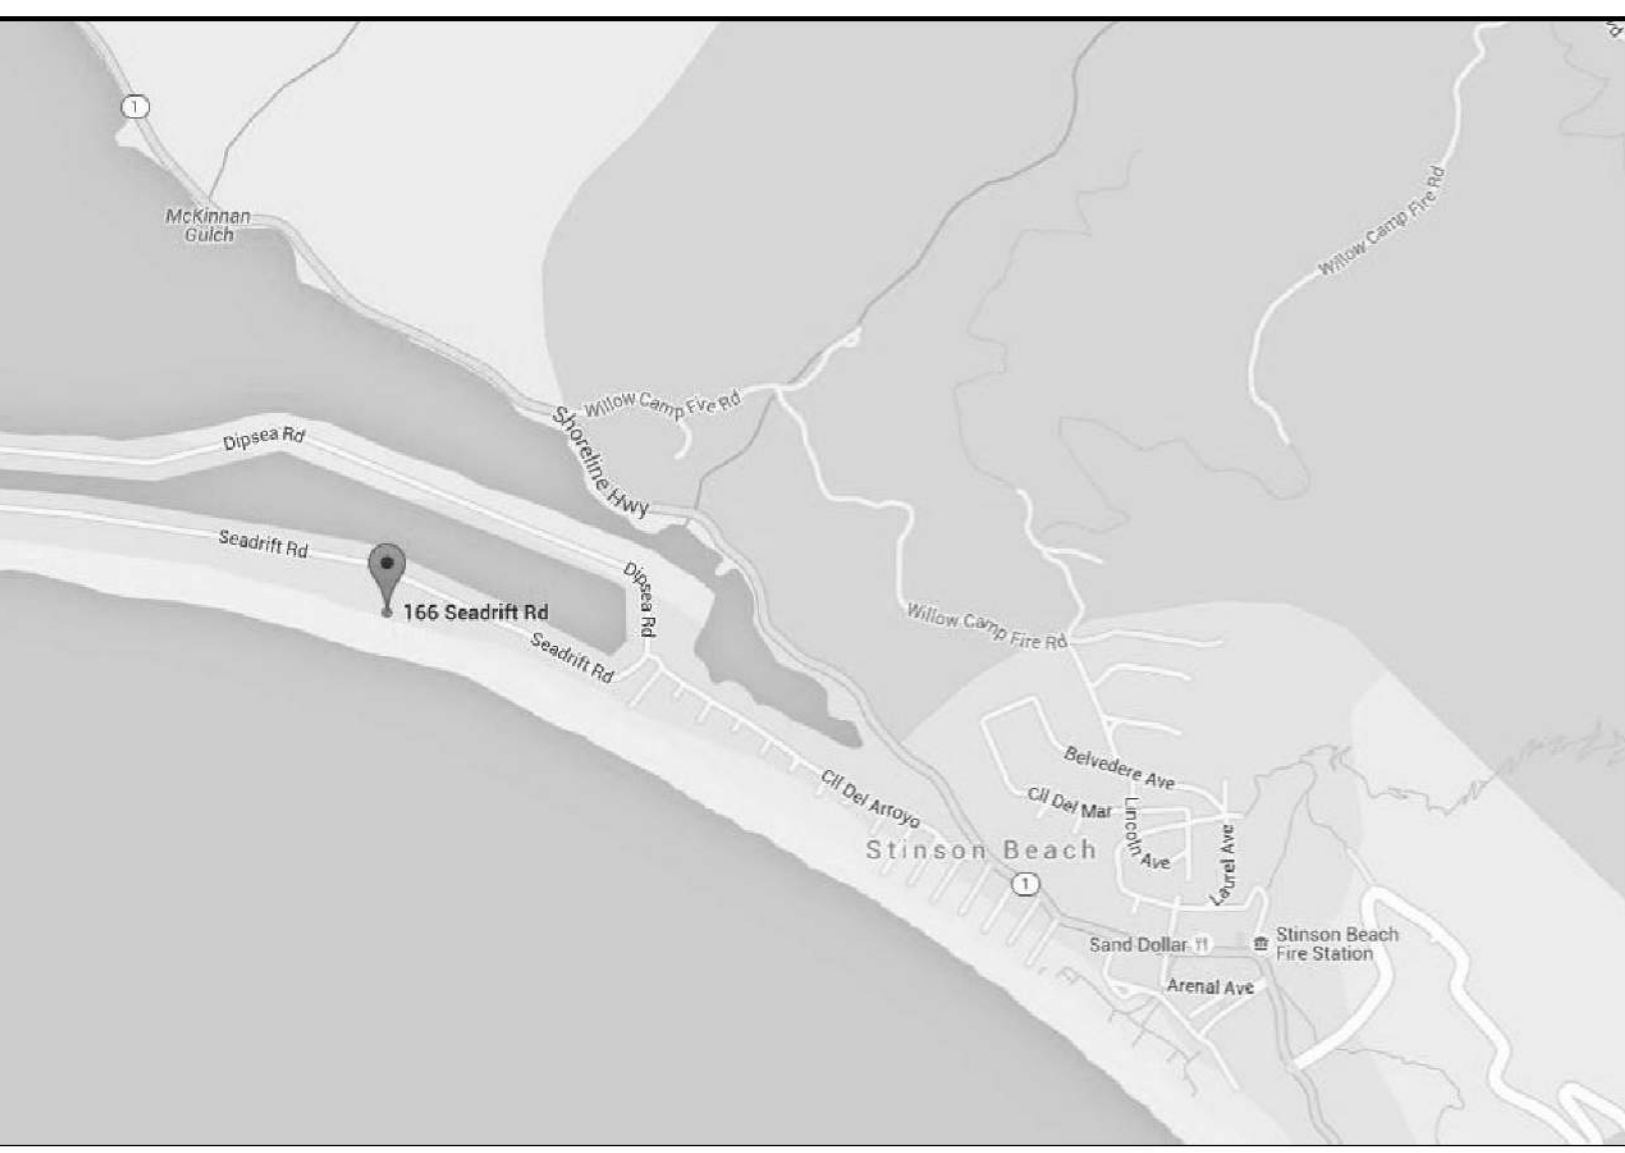 1
McKinnan
Gulch
Willow Camp Fire Rd
Willow Camp Fire Rd
Shoreline Hwy
Dipsea Rd
Seadrift Rd
166 Seadrift Rd
Dipsea Rd
Seadrift Rd
Willow Camp Fire Rd
Belvedere Ave
Cll Del Mar
Cll Del Arroyo
Lincoln Ave
Laurel Ave
Stinson Beach
1
Sand Dollar
Stinson Beach
Fire Station
Arenal Ave